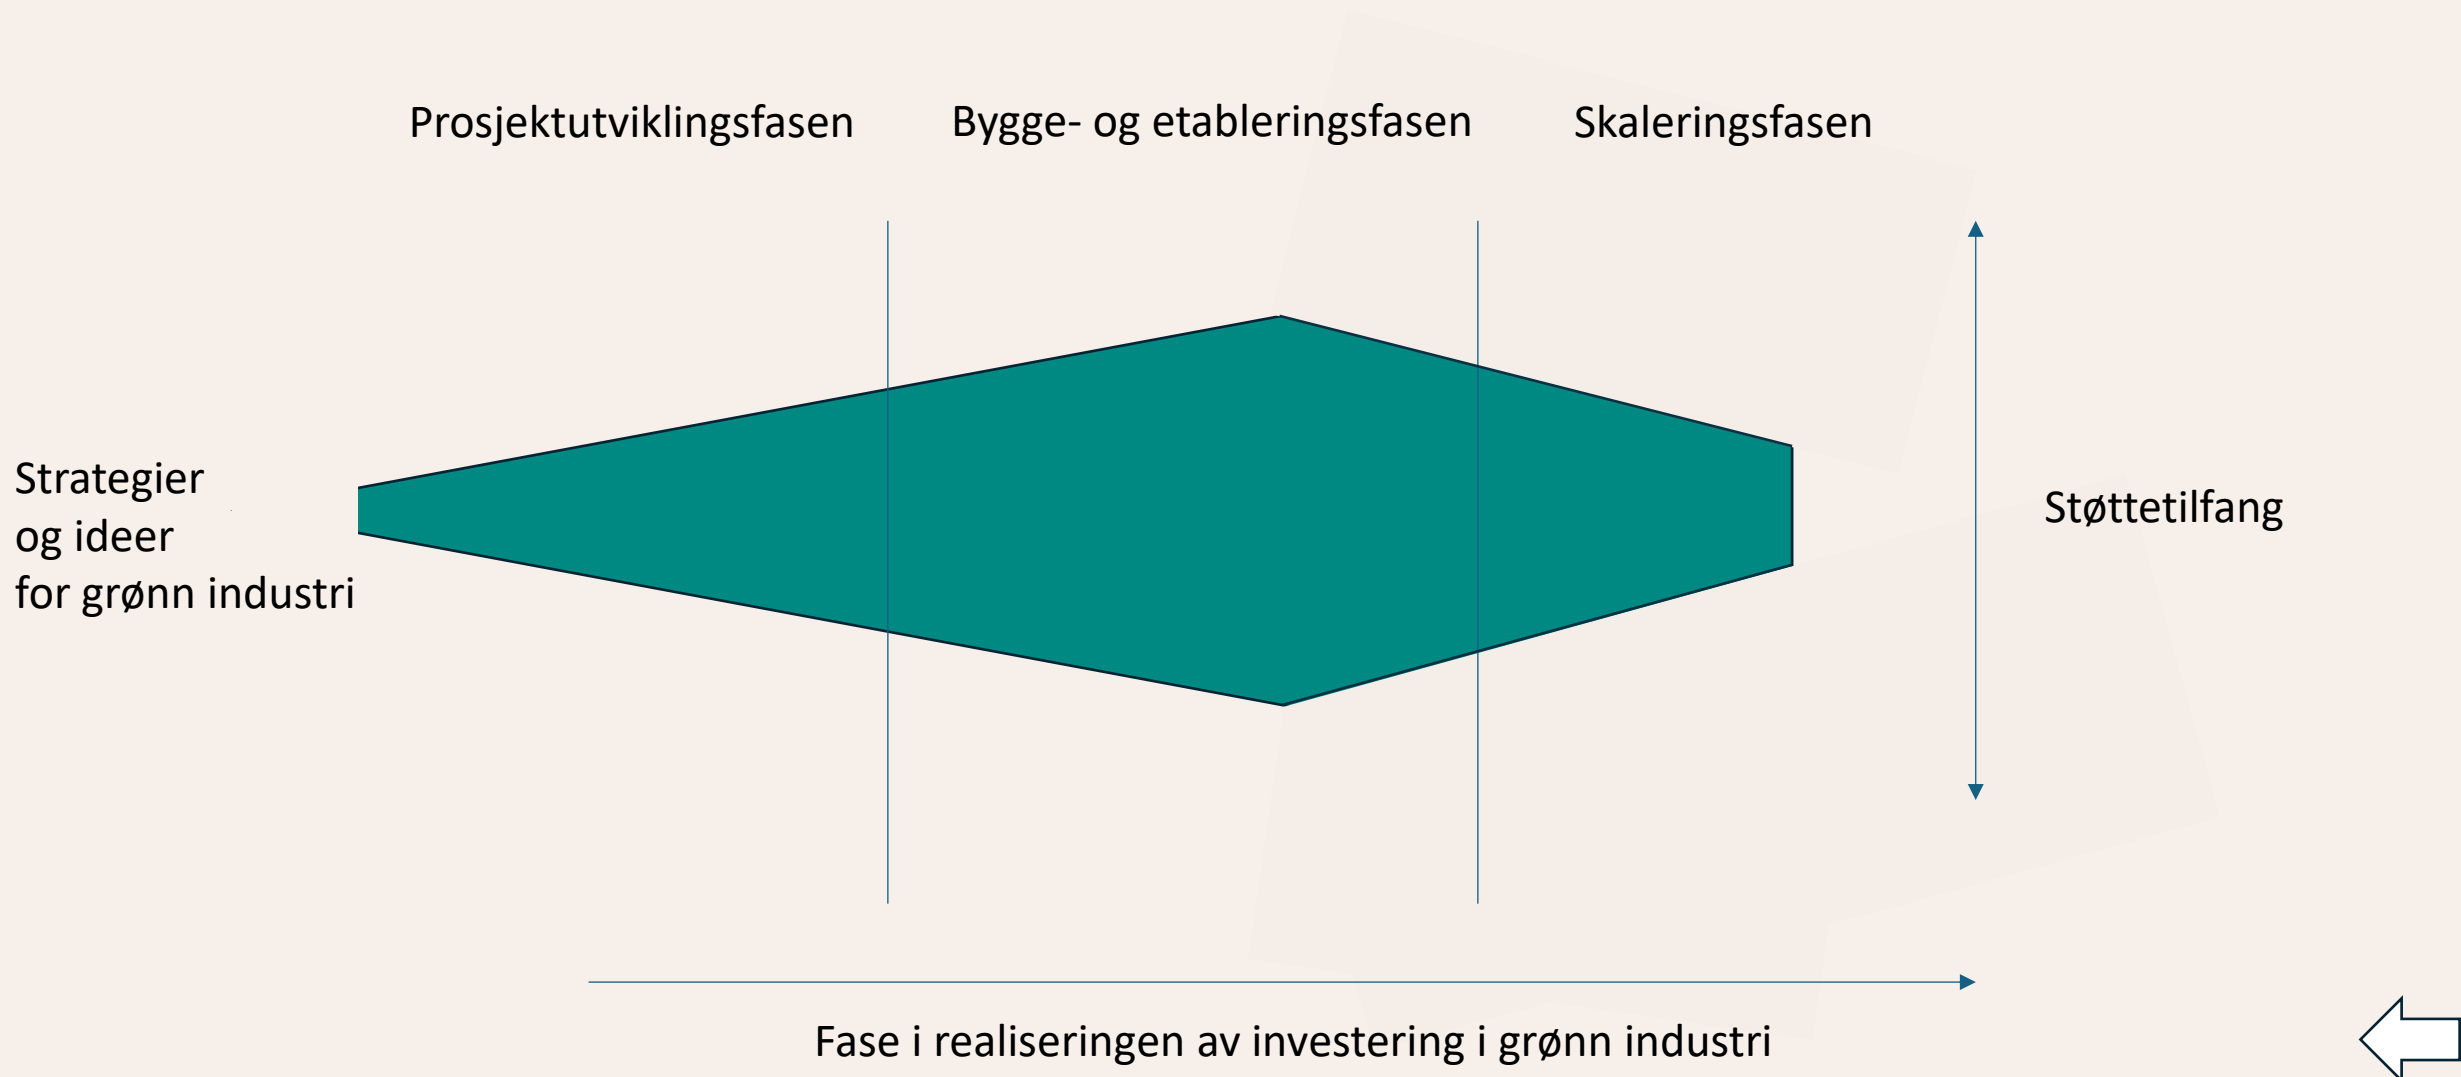 Prosjektutviklingsfasen
Bygge- og etableringsfasen
Skaleringsfasen
Strategier
og ideer
for grønn industri
Støttetilfang
Fase i realiseringen av investering i grønn industri